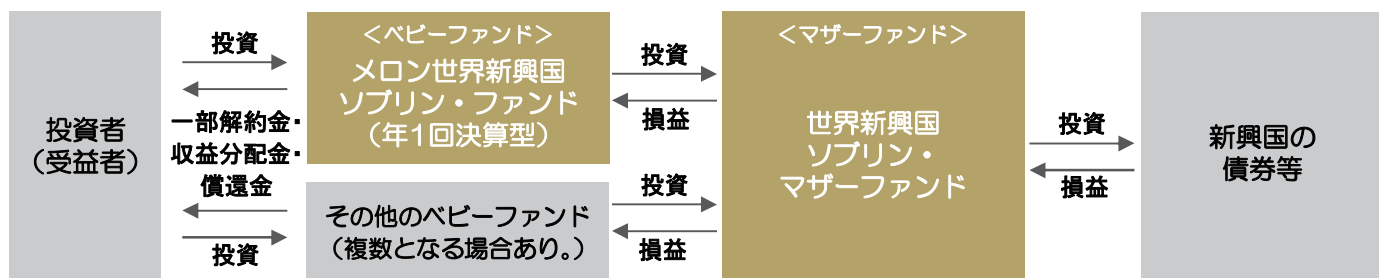 投資者
（受益者）
投資
一部解約金・
収益分配金・
償還金
投資
＜ベビーファンド＞
メロン世界新興国
ソブリン・ファンド
（年1回決算型）
その他のベビーファンド
（複数となる場合あり。）
投資
損益
投資
損益
＜マザーファンド＞
世界新興国
ソブリン・
マザーファンド
投資
損益
新興国の
債券等